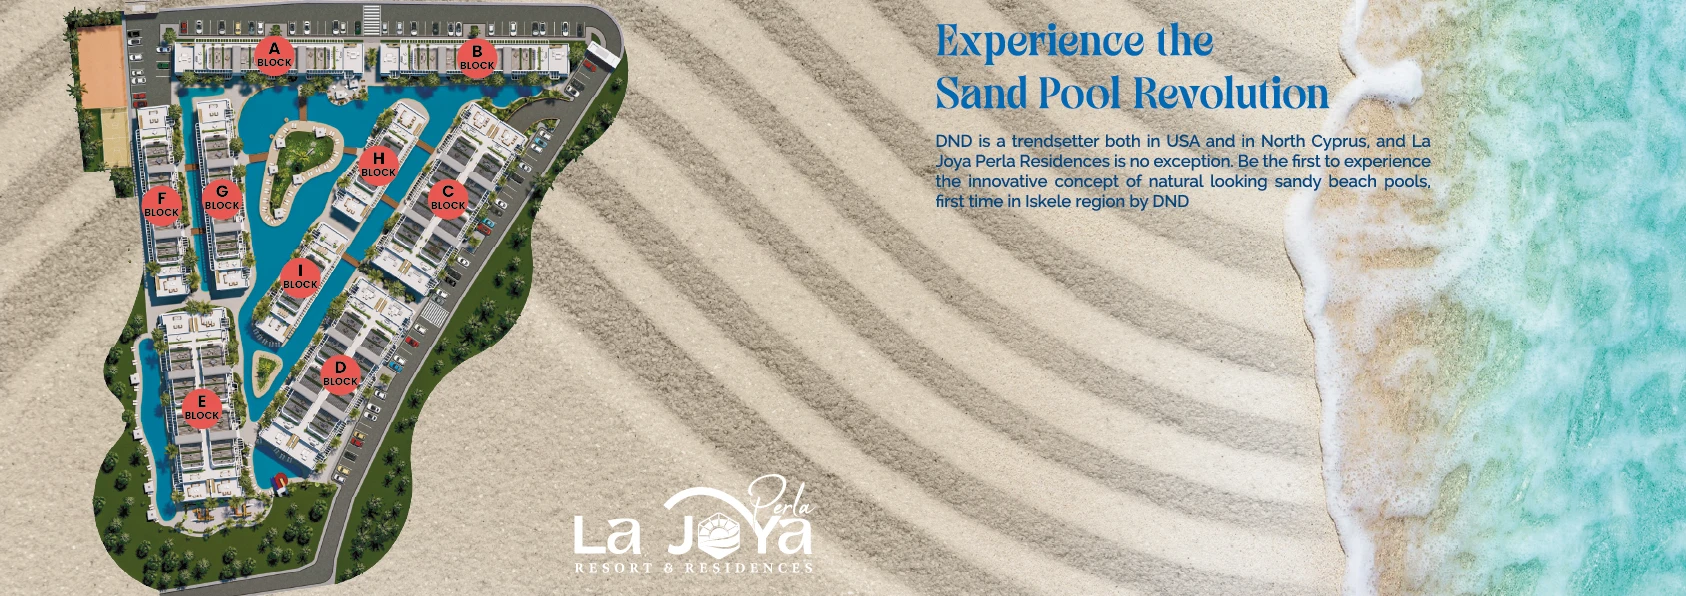 A
BLOCK
B
BLOCK
H
BLOCK
C
BLOCK
F
BLOCK
G
BLOCK
I
BLOCK
D
BLOCK
E
BLOCK
Experience the
Sand Pool Revolution
DND is a trendsetter both in USA and in North Cyprus, and La
Joya Perla Residences is no exception. Be the first to experience
the innovative concept of natural looking sandy beach pools,
first time in Iskele region by DND
Perla
La JOYa
RESORT & RESIDENCES